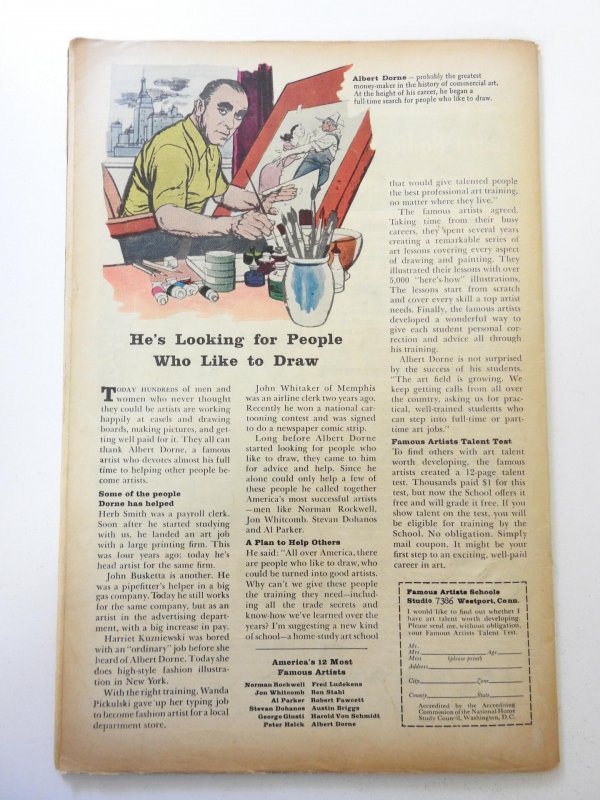 Albert Dorne — probably the greatest
money-maker in the history of commercial art.
At the height of his career, he began a
full-time search for people who like to draw.
He's Looking for People
Who Like to Draw
TODAY HUNDREDS of men and
women who never thought
they could be artists are working
happily at easels and drawing
boards, making pictures, and get-
ting well paid for it. They all can
thank Albert Dorne, a famous
artist who devotes almost his full
time to helping other people be-
come artists.
Some of the people
Dorne has helped
Herb Smith was a payroll clerk.
Soon after he started studying
with us, he landed an art job
with a large printing firm. This
was four years ago; today he's
head artist for the same firm.
John Busketta is another. He
was a pipefitter's helper in a big
gas company. Today he still works
for the same company, but as an
artist in the advertising depart-
ment, with a big increase in pay.
Harriet Kuzniewski was bored
with an "ordinary" job before she
heard of Albert Dorne. Today she
does high-style fashion illustra-
tion in New York.
With the right training, Wanda
Pickulski gave up her typing job
to become fashion artist for a local
department store.
John Whitaker of Memphis
was an airline clerk two years ago.
Recently he won a national car-
tooning contest and was signed
to do a newspaper comic strip.
Long before Albert Dorne
started looking for people who
like to draw, they came to him
for advice and help. Since he
alone could only help a few of
these people he called together
America's most successful artists
—men like Norman Rockwell,
Jon Whitcomb, Stevan Dohanos
and Al Parker.
A Plan to Help Others
He said: "All over America, there
are people who like to draw, who
could be turned into good artists.
Why can't we give these people
the training they need—includ-
ing all the trade secrets and
know-how we've learned over the
years? I'm suggesting a new kind
of school—a home-study art school
America's 12 Most
Famous Artists
Norman Rockwell Fred Ludekens
Jon Whitcomb Ben Stahl
Al Parker Robert Fawcett
Stevan Dohanos Austin Briggs
George Giusti Harold Von Schmidt
Peter Helck Albert Dorne
that would give talented people
the best professional art training,
no matter where they live."
The famous artists agreed.
Taking time from their busy
careers, they spent several years
creating a remarkable series of
art lessons covering every aspect
of drawing and painting. They
illustrated their lessons with over
5,000 "here's-how" illustrations.
The lessons start from scratch
and cover every skill a top artist
needs. Finally, the famous artists
developed a wonderful way to
give each student personal cor-
rection and advice all through
his training.
Albert Dorne is not surprised
by the success of his students.
"The art field is growing. We
keep getting calls from all over
the country, asking us for prac-
tical, well-trained students who
can step into full-time or part-
time art jobs."
Famous Artists Talent Test
To find others with art talent
worth developing, the famous
artists created a 12-page talent
test. Thousands paid $1 for this
test, but now the School offers it
free and will grade it free. If you
show talent on the test, you will
be eligible for training by the
School. No obligation. Simply
mail coupon. It might be your
first step to an exciting, well-paid
career in art.
Famous Artists Schools
Studio 7386 Westport, Conn.
I would like to find out whether I
have art talent worth developing.
Please send me, without obligation,
your Famous Artists Talent Test.
Mr.
Mrs. Age
Miss (please print)
Address
City Zone
County State
Accredited by the Accrediting
Commission of the National Home
Study Council, Washington, D.C.